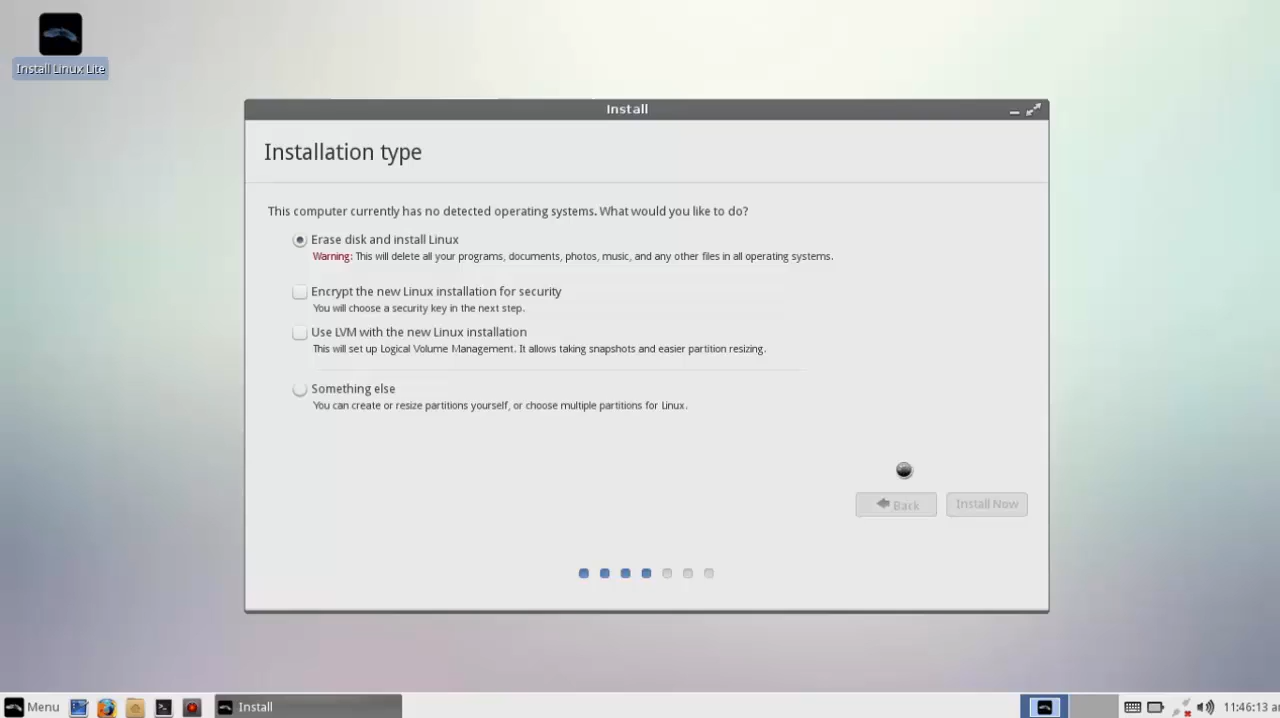 Install Linux Lite
Install
Installation type
This computer currently has no detected operating systems. What would you like to do?
Erase disk and install Linux
Warning: This will delete all your programs, documents, photos, music, and any other files in all operating systems.
Encrypt the new Linux installation for security
You will choose a security key in the next step.
Use LVM with the new Linux installation
This will set up Logical Volume Management. It allows taking snapshots and easier partition resizing.
Something else
You can create or resize partitions yourself, or choose multiple partitions for Linux.
Back
Install Now
Menu
Install
11:46:13 a